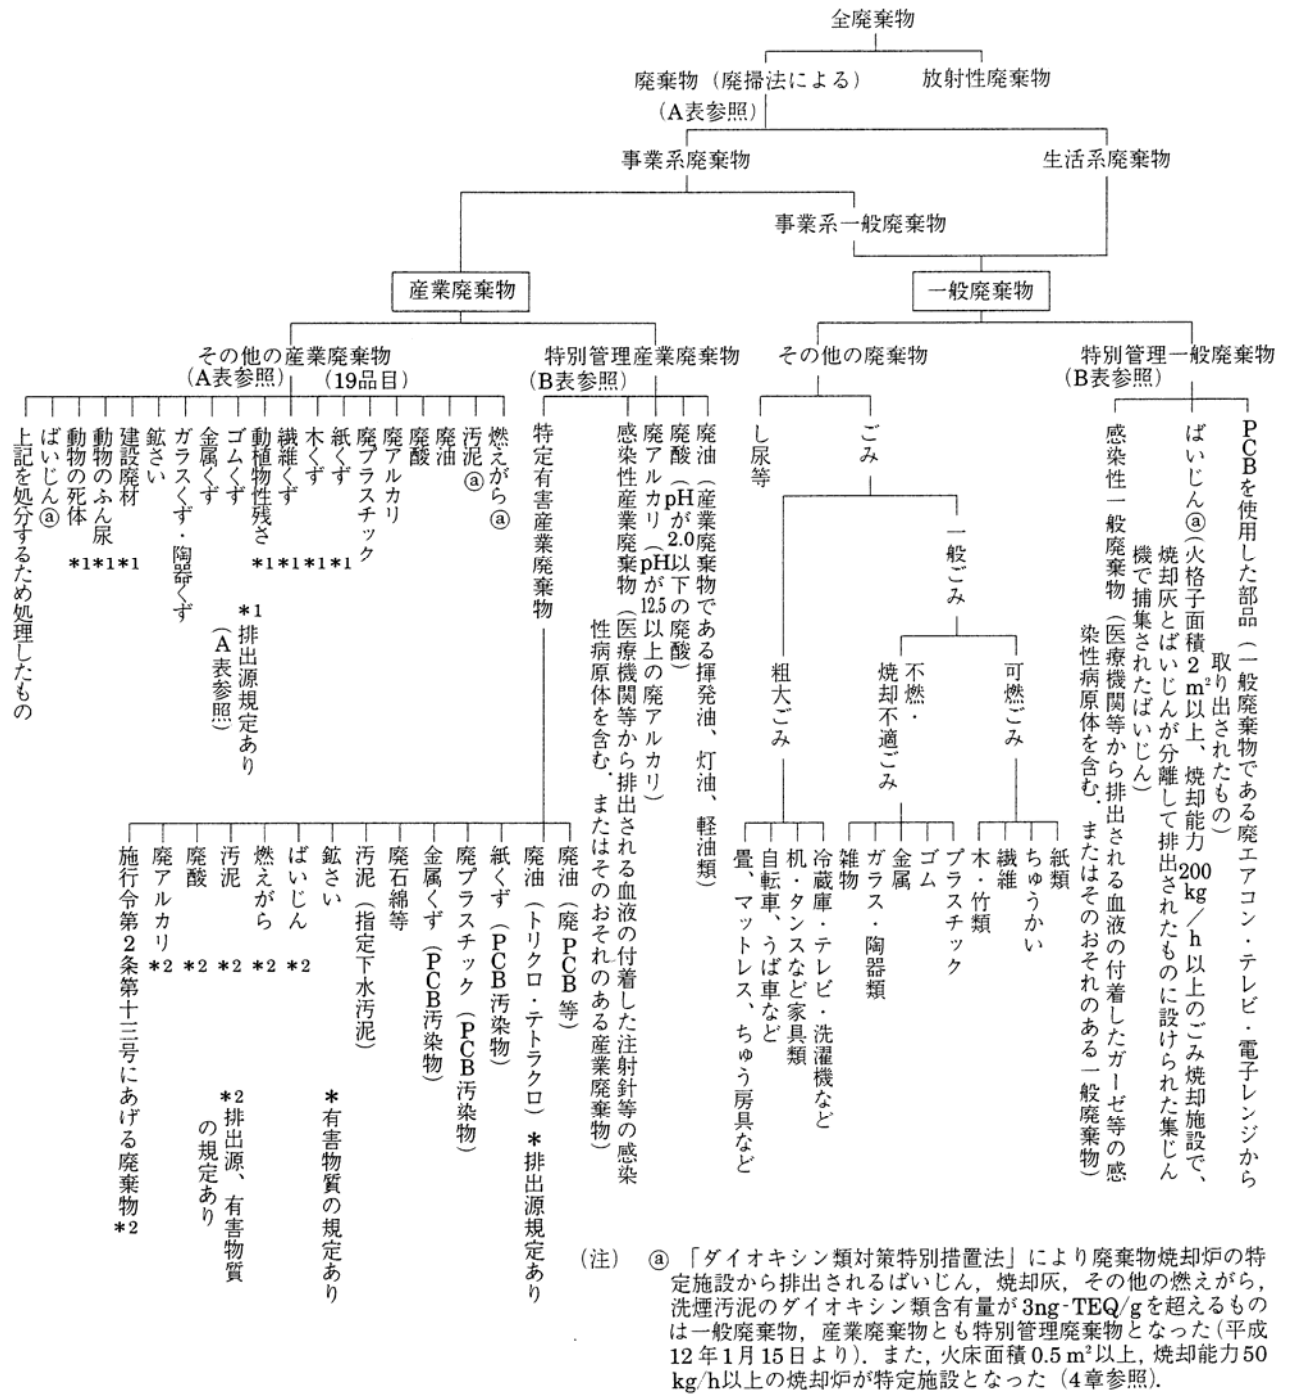 全廃棄物
廃棄物（廃掃法による）
放射性廃棄物
（A表参照）
事業系廃棄物
生活系廃棄物
事業系一般廃棄物
産業廃棄物
一般廃棄物
その他の産業廃棄物
（A表参照）
（19品目）
特別管理産業廃棄物
（B表参照）
その他の廃棄物
特別管理一般廃棄物
（B表参照）
上記を処分するため処理したもの
ばいじんⓐ
動物の死体 *1
動物のふん尿 *1
建設廃材 *1
鉱さい
ガラスくず・陶器くず
金属くず
ゴムくず
動植物性残さ *1
繊維くず *1
木くず *1
紙くず *1
廃プラスチック
廃アルカリ
廃酸
廃油
汚泥ⓐ
燃えがらⓐ
*1 排出源規定あり
（A表参照）
特定有害産業廃棄物
感染性産業廃棄物（医療機関等から排出される血液の付着した注射針等の感染
性病原体を含む．またはそのおそれのある産業廃棄物）
廃アルカリ（pHが12.5以上の廃アルカリ）
廃酸（pHが2.0以下の廃酸）
廃油（産業廃棄物である揮発油、灯油、軽油類）
し尿等
ごみ
一般ごみ
粗大ごみ
不燃・
焼却不適ごみ
可燃ごみ
感染性一般廃棄物（医療機関等から排出される血液の付着したガーゼ等の感
染性病原体を含む．またはそのおそれのある一般廃棄物）
ばいじんⓐ（火格子面積2m²以上、焼却能力200kg／h以上のごみ焼却施設で、
焼却灰とばいじんが分離して排出されたものに設けられた集じん
機で捕集されたばいじん）
PCBを使用した部品（一般廃棄物である廃エアコン・テレビ・電子レンジから
取り出されたもの）
施行令第2条第十三号にあげる廃棄物 *2
廃アルカリ *2
廃酸 *2
汚泥 *2
燃えがら *2
ばいじん *2
鉱さい
汚泥（指定下水汚泥）
廃石綿等
金属くず（PCB汚染物）
廃プラスチック（PCB汚染物）
紙くず（PCB汚染物）
廃油（トリクロ・テトラクロ）*排出源規定あり
廃油（廃PCB等）
*2 排出源、有害物質
の規定あり
*有害物質の規定あり
畳、マットレス、ちゅう房具など
自転車、うば車など
机・タンスなど家具類
冷蔵庫・テレビ・洗濯機など
雑物
ガラス・陶器類
金属
ゴム
プラスチック
木・竹類
繊維
ちゅうかい
紙類
（注）　ⓐ 「ダイオキシン類対策特別措置法」により廃棄物焼却炉の特
定施設から排出されるばいじん，焼却灰，その他の燃えがら，
洗煙汚泥のダイオキシン類含有量が3ng-TEQ/gを超えるもの
は一般廃棄物，産業廃棄物とも特別管理廃棄物となった（平成
12年1月15日より）．また，火床面積0.5m²以上，焼却能力50
kg/h以上の焼却炉が特定施設となった（4章参照）．